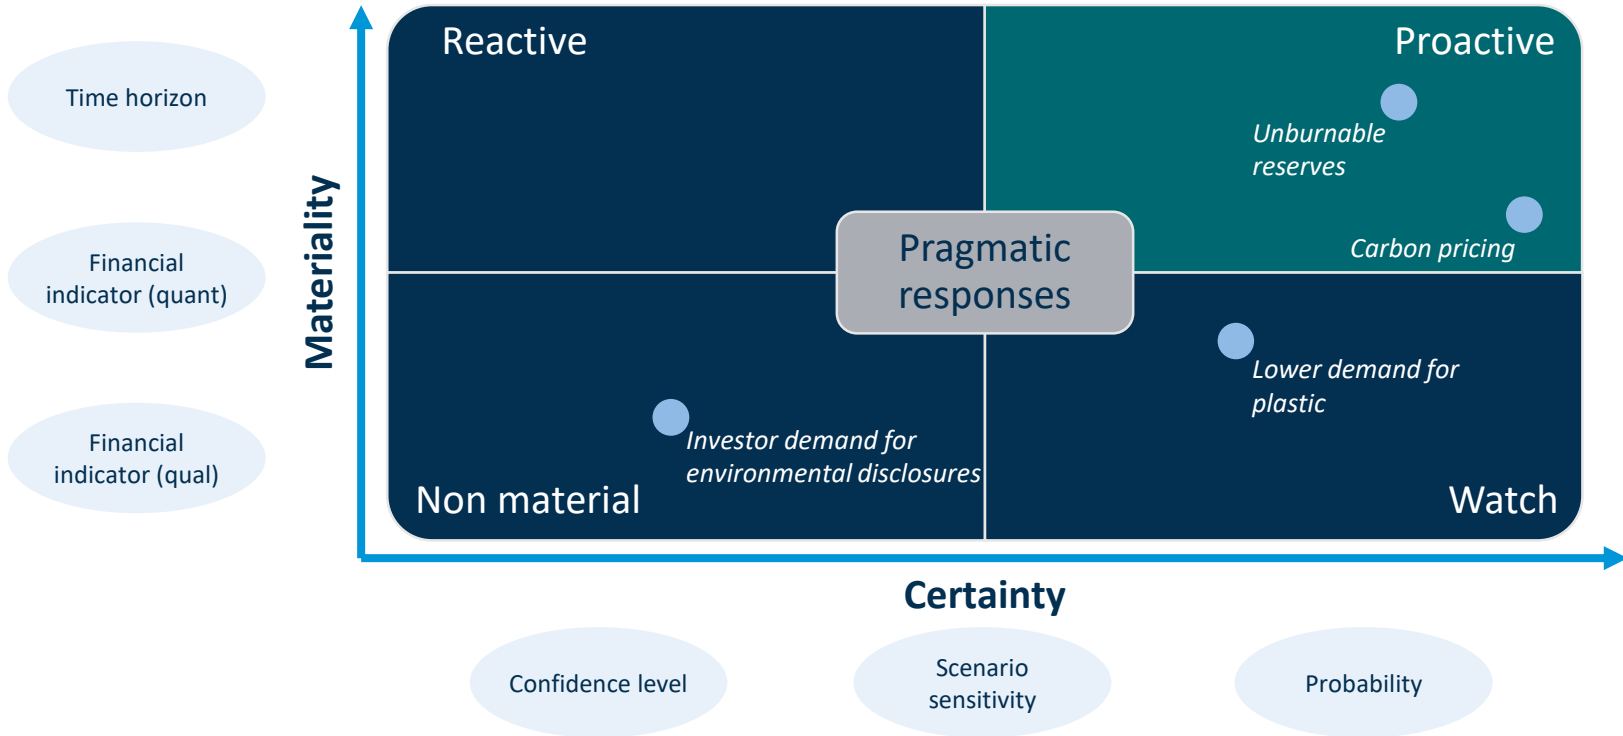 Reactive
Proactive
Time horizon
Unburnable
reserves
Materiality
Financial
indicator (quant)
Pragmatic
responses
Carbon pricing
Lower demand for
plastic
Financial
indicator (qual)
Investor demand for
environmental disclosures
Non material
Watch
Certainty
Confidence level
Scenario
sensitivity
Probability